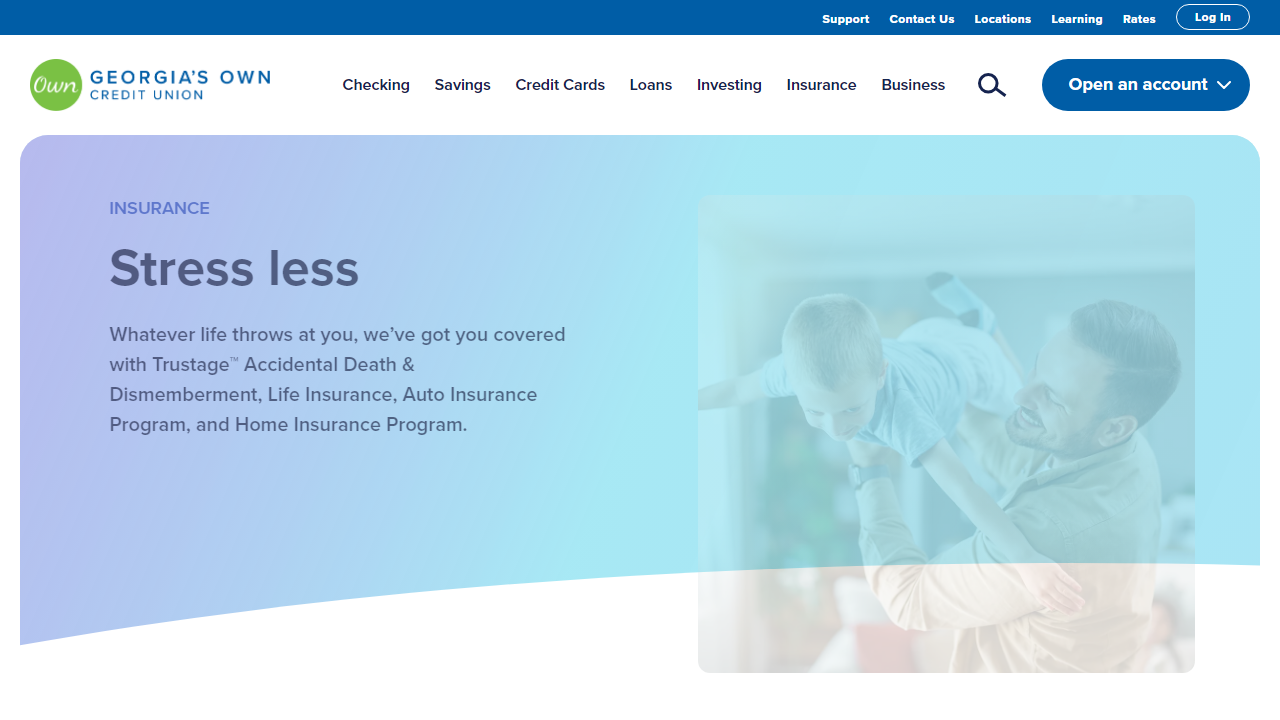 Support Contact Us Locations Learning Rates Log In
Own GEORGIA'S OWN
CREDIT UNION
Checking Savings Credit Cards Loans Investing Insurance Business Open an account
INSURANCE
Stress less
Whatever life throws at you, we’ve got you covered
with Trustage™ Accidental Death &
Dismemberment, Life Insurance, Auto Insurance
Program, and Home Insurance Program.